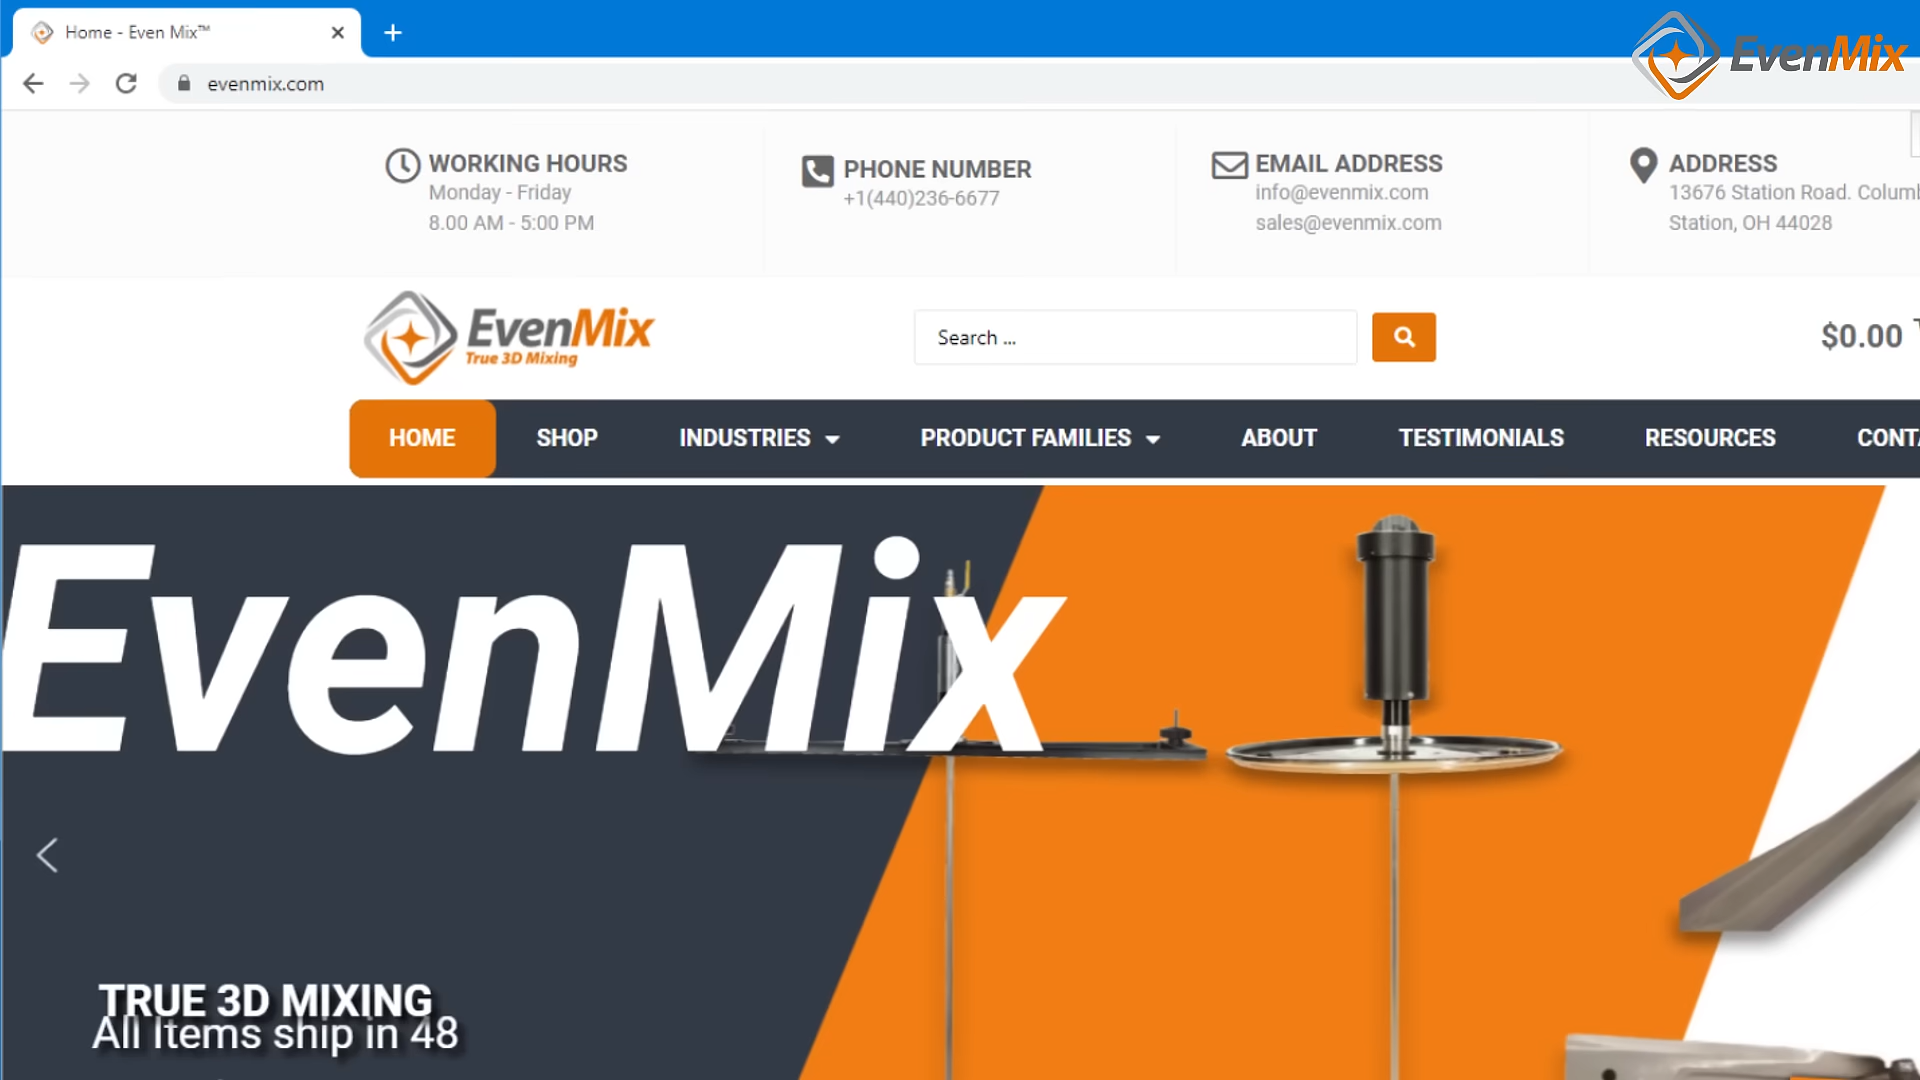 Home - Even Mix™
EvenMix
evenmix.com
WORKING HOURS
Monday - Friday
8.00 AM - 5:00 PM
PHONE NUMBER
+1(440)236-6677
EMAIL ADDRESS
info@evenmix.com
sales@evenmix.com
ADDRESS
13676 Station Road.
Station, OH 44028
EvenMix
True 3D Mixing
Search ...
$0.00
HOME SHOP INDUSTRIES PRODUCT FAMILIES ABOUT TESTIMONIALS RESOURCES
EvenMix
TRUE 3D MIXING
All Items ship in 48